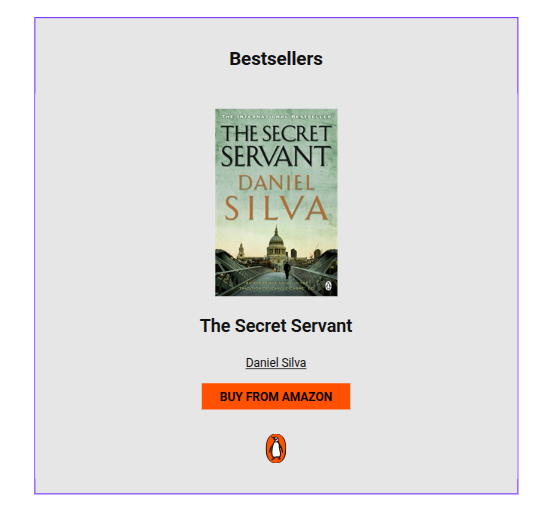 Bestsellers
THE INTERNATIONAL BESTSELLER
THE SECRET
SERVANT
DANIEL
SILVA
The Secret Servant
Daniel Silva
BUY FROM AMAZON